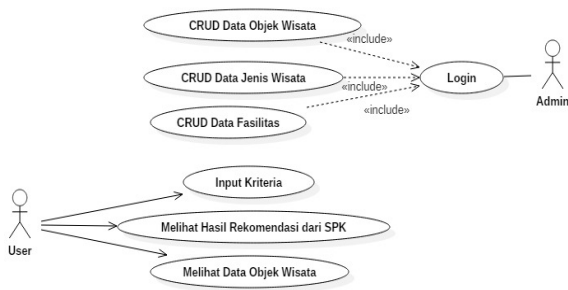 CRUD Data Objek Wisata
«include»
CRUD Data Jenis Wisata
«include»
Login
Admin
«include»
CRUD Data Fasilitas
Input Kriteria
Melihat Hasil Rekomendasi dari SPK
User
Melihat Data Objek Wisata